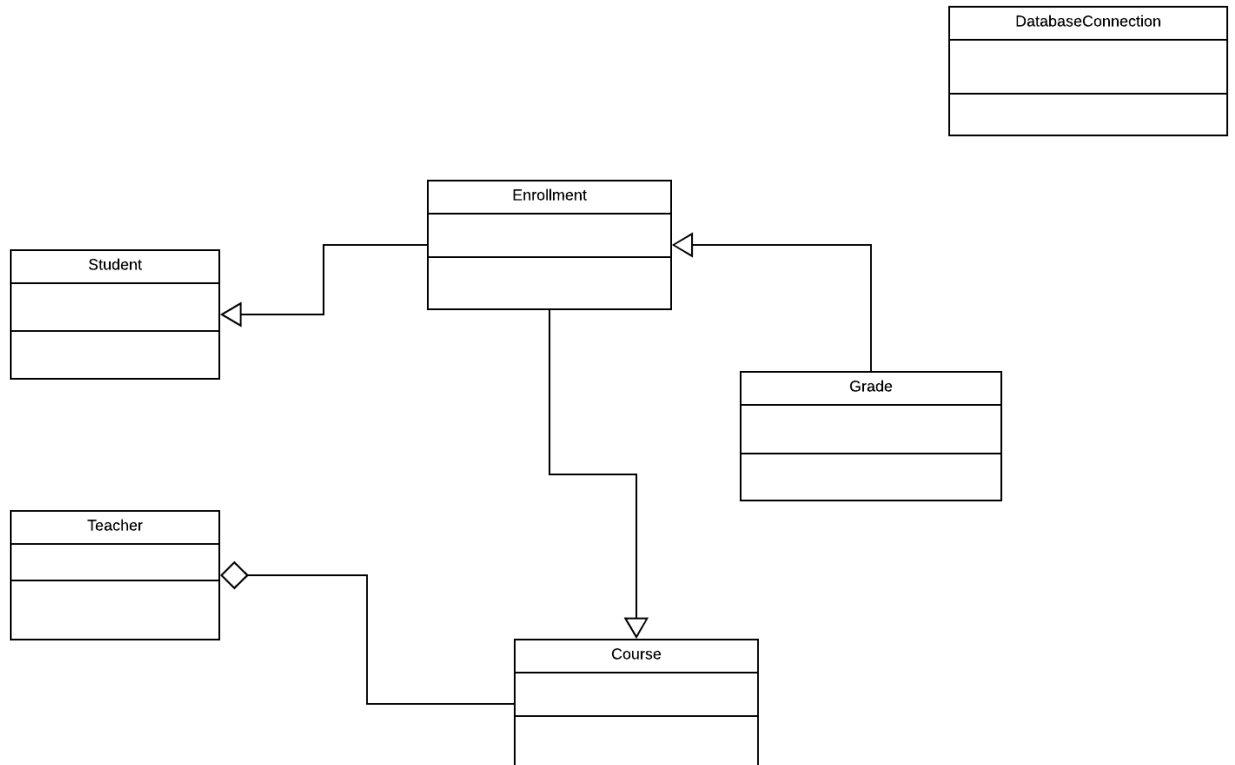 DatabaseConnection
Enrollment
Student
Grade
Teacher
Course